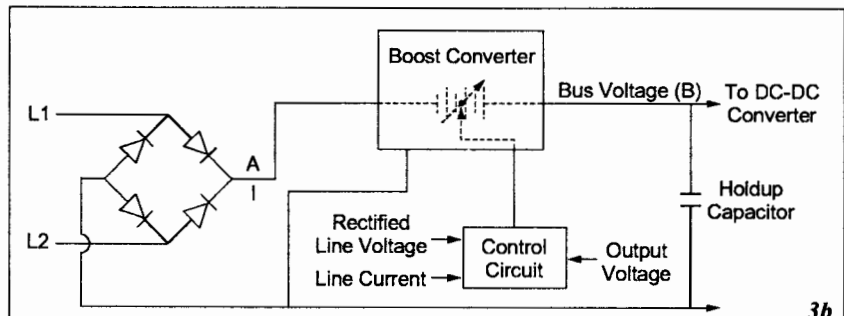 Boost Converter
Bus Voltage (B)
To DC-DC
Converter
L1
A
I
L2
Holdup
Capacitor
Rectified
Line Voltage
Line Current
Control
Circuit
Output
Voltage
3b